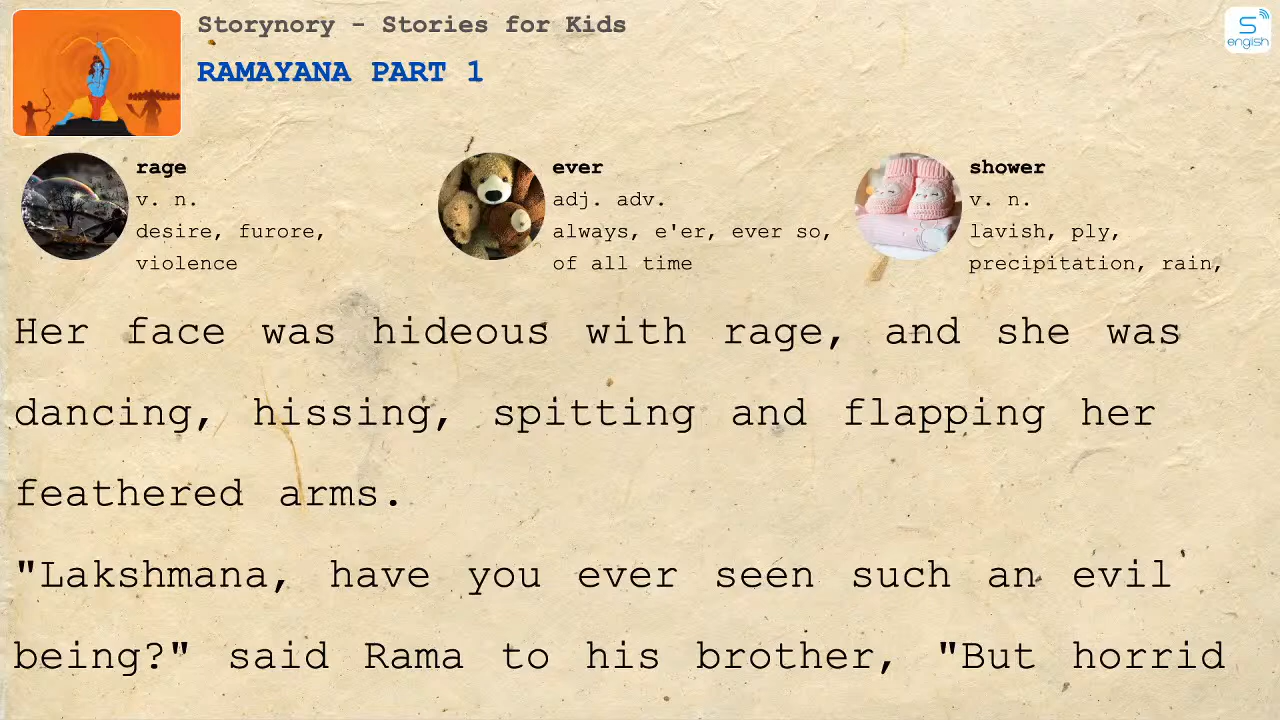 Storynory - Stories for Kids
RAMAYANA PART 1
S
english
rage
v. n.
desire, furore,
violence
ever
adj. adv.
always, e'er, ever so,
of all time
shower
v. n.
lavish, ply,
precipitation, rain,
Her face was hideous with rage, and she was
dancing, hissing, spitting and flapping her
feathered arms.
"Lakshmana, have you ever seen such an evil
being?" said Rama to his brother, "But horrid